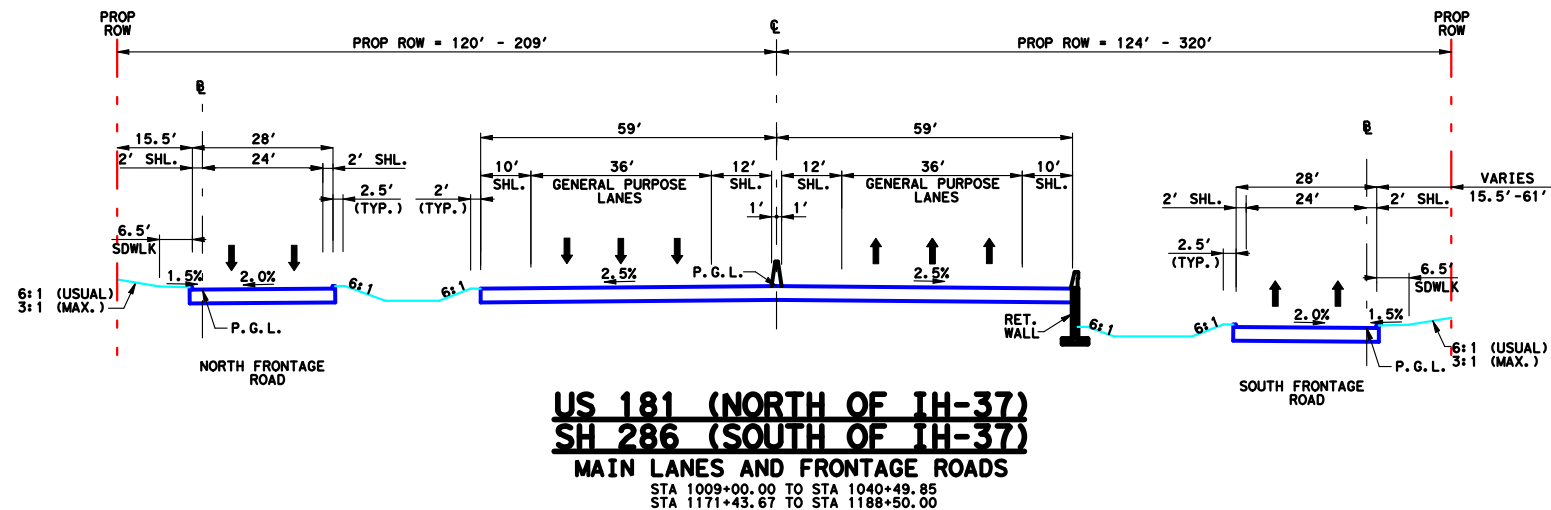 PROP
ROW
℄
PROP
ROW
PROP ROW = 120' - 209'
PROP ROW = 124' - 320'
15.5'
28'
2' SHL.
24'
2' SHL.
2.5'
(TYP.)
2'
(TYP.)
59'
59'
10'
SHL.
36'
GENERAL PURPOSE
LANES
12'
SHL.
12'
SHL.
36'
GENERAL PURPOSE
LANES
10'
SHL.
1'
1'
28'
VARIES
15.5'-61'
2' SHL.
24'
2' SHL.
2.5'
(TYP.)
6.5'
SDWLK
6.5'
SDWLK
1.5%
2.0%
6:1
6:1
2.5%
P.G.L.
2.5%
6:1 (USUAL)
3:1 (MAX.)
P.G.L.
RET.
WALL
6:1
6:1
2.0%
1.5%
P.G.L.
6:1 (USUAL)
3:1 (MAX.)
NORTH FRONTAGE
ROAD
SOUTH FRONTAGE
ROAD
US 181 (NORTH OF IH-37)
SH 286 (SOUTH OF IH-37)
MAIN LANES AND FRONTAGE ROADS
STA 1009+00.00 TO STA 1040+49.85
STA 1171+43.67 TO STA 1188+50.00